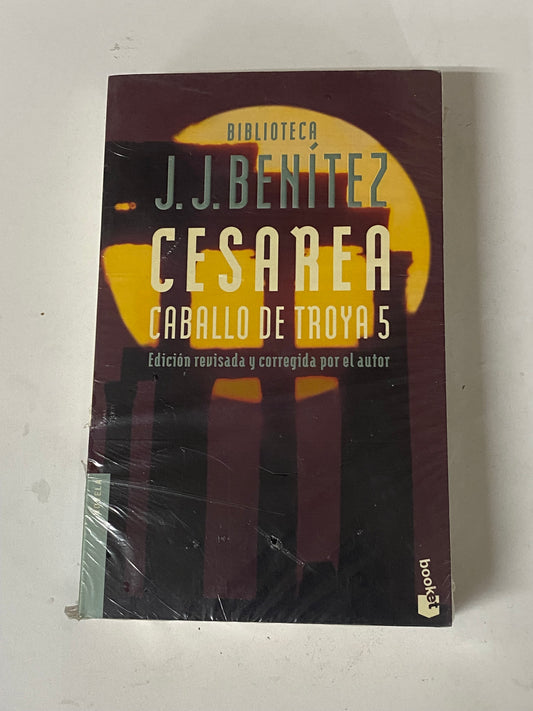 BIBLIOTECA
J. J. BENÍTEZ
CESAREA
CABALLO DE TROYA 5
Edición revisada y corregida por el autor
booket